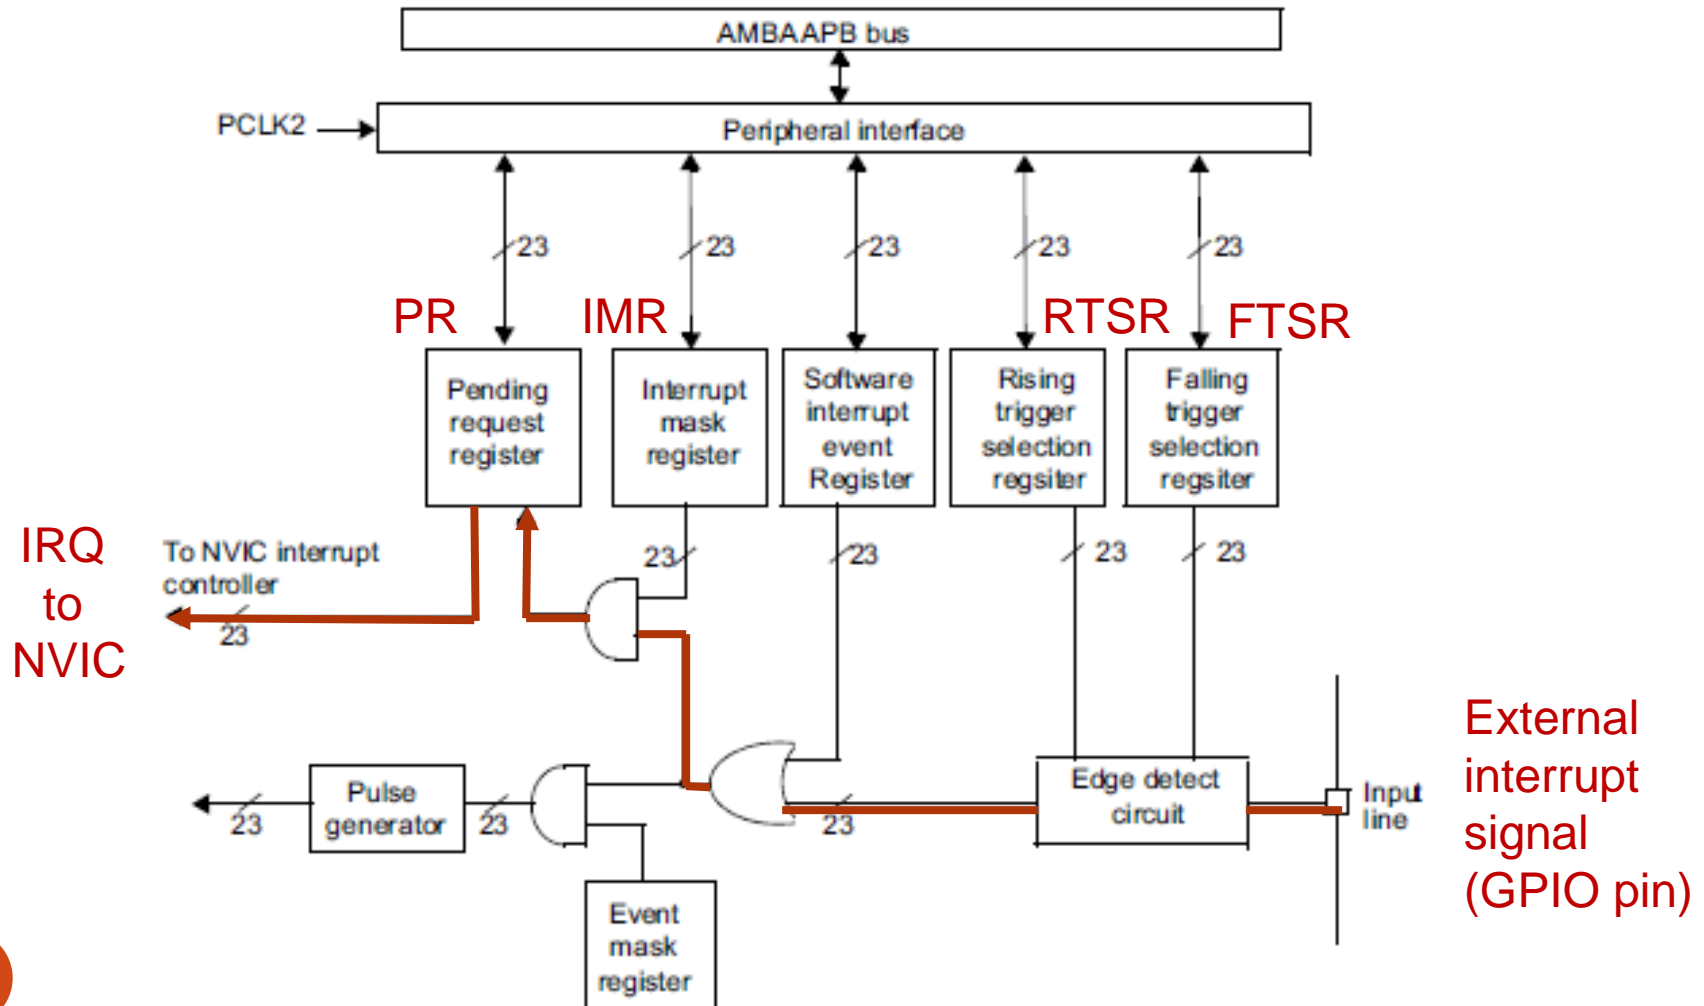 AMBAAPB bus
PCLK2
Peripheral interface
23
23
23
23
23
PR
IMR
RTSR
FTSR
Pending
request
register
Interrupt
mask
register
Software
interrupt
event
Register
Rising
trigger
selection
regsiter
Falling
trigger
selection
regsiter
IRQ
to
NVIC
To NVIC interrupt
controller
23
23
23
23
23
23
Pulse
generator
23
23
23
Edge detect
circuit
Input
line
External
interrupt
signal
(GPIO pin)
Event
mask
register